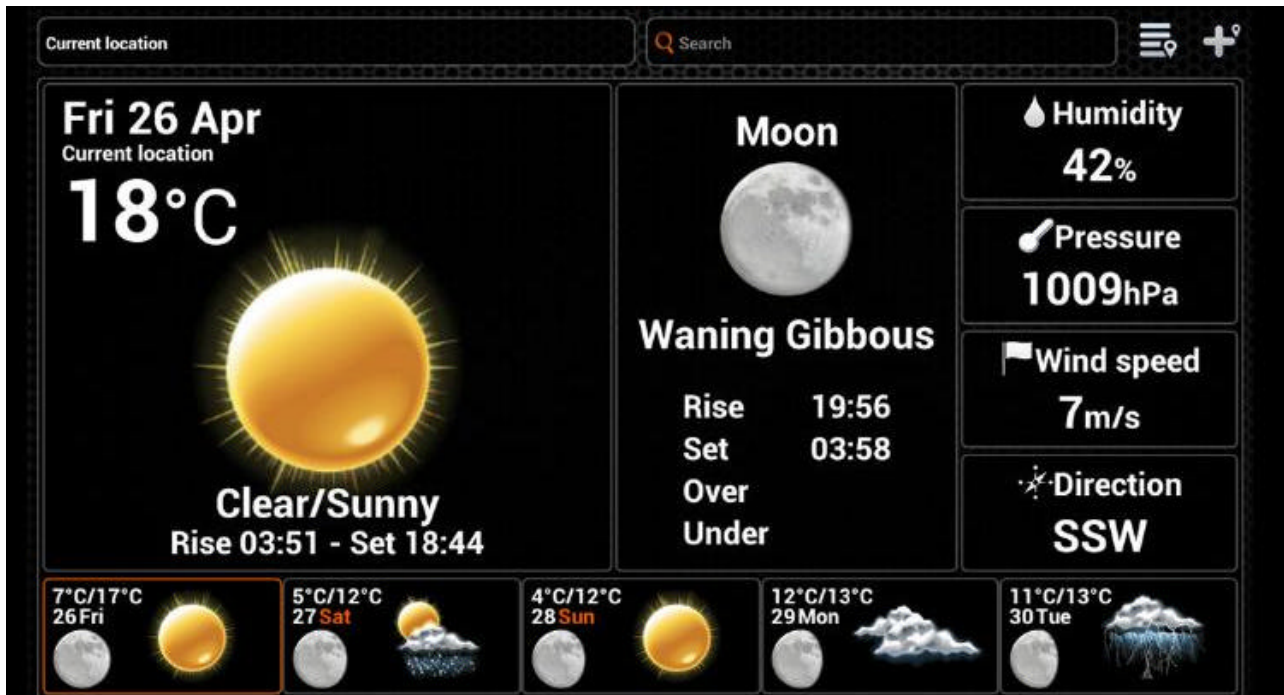 Current location
Search
Fri 26 Apr
Current location
18°C
Clear/Sunny
Rise 03:51 - Set 18:44
Moon
Waning Gibbous
Rise 19:56
Set 03:58
Over
Under
Humidity
42%
Pressure
1009hPa
Wind speed
7m/s
Direction
SSW
7°C/17°C
26 Fri
5°C/12°C
27 Sat
4°C/12°C
28 Sun
12°C/13°C
29 Mon
11°C/13°C
30 Tue